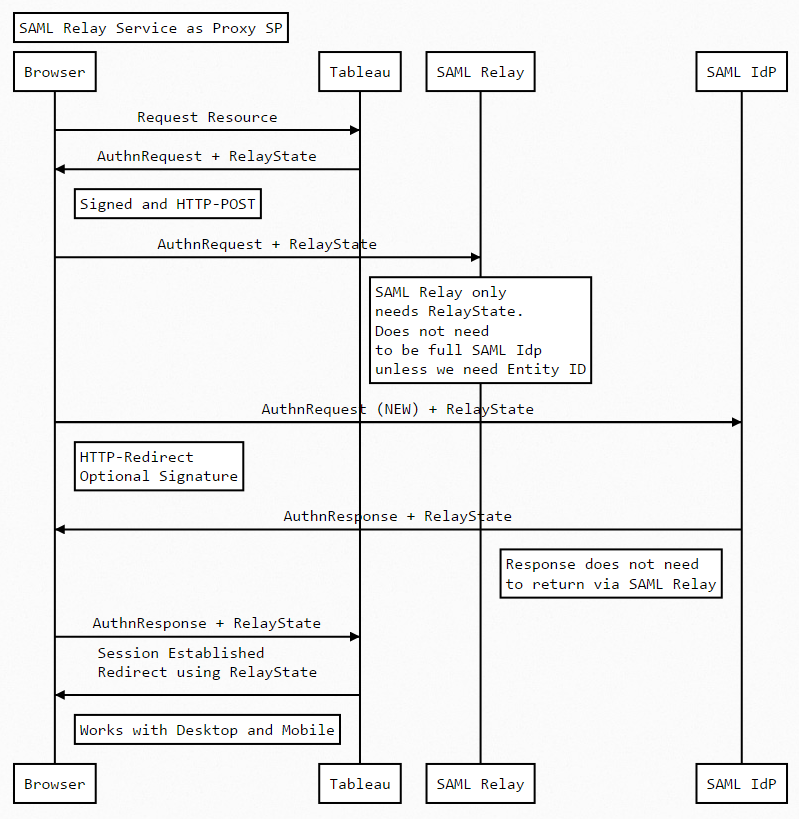 SAML Relay Service as Proxy SP
Browser
Tableau
SAML Relay
SAML IdP
Request Resource
AuthnRequest + RelayState
Signed and HTTP-POST
AuthnRequest + RelayState
SAML Relay only
needs RelayState.
Does not need
to be full SAML Idp
unless we need Entity ID
AuthnRequest (NEW) + RelayState
HTTP-Redirect
Optional Signature
AuthnResponse + RelayState
Response does not need
to return via SAML Relay
AuthnResponse + RelayState
Session Established
Redirect using RelayState
Works with Desktop and Mobile
Browser
Tableau
SAML Relay
SAML IdP